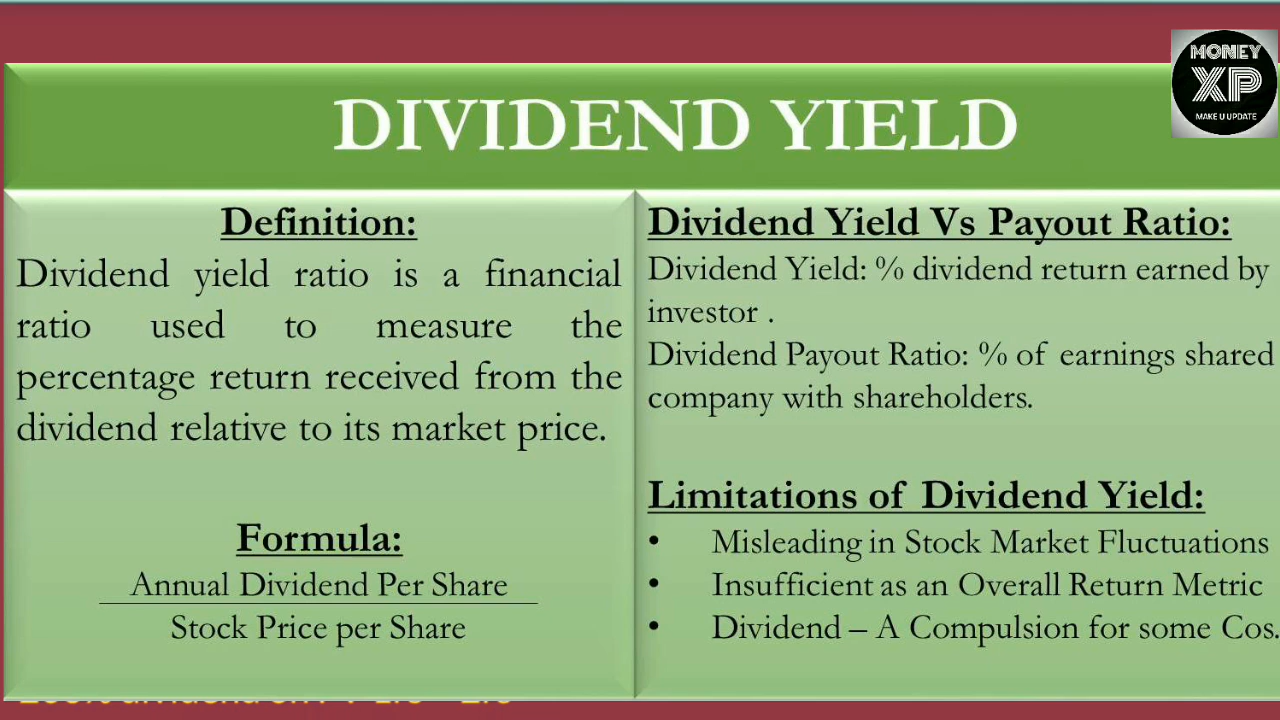 MONEY
XP
MAKE U UPDATE
DIVIDEND YIELD
Definition:
Dividend yield ratio is a financial
ratio used to measure the
percentage return received from the
dividend relative to its market price.
Formula:
Annual Dividend Per Share
Stock Price per Share
Dividend Yield Vs Payout Ratio:
Dividend Yield: % dividend return earned by
investor .
Dividend Payout Ratio: % of earnings shared
company with shareholders.
Limitations of Dividend Yield:
• Misleading in Stock Market Fluctuations
• Insufficient as an Overall Return Metric
• Dividend – A Compulsion for some Cos.